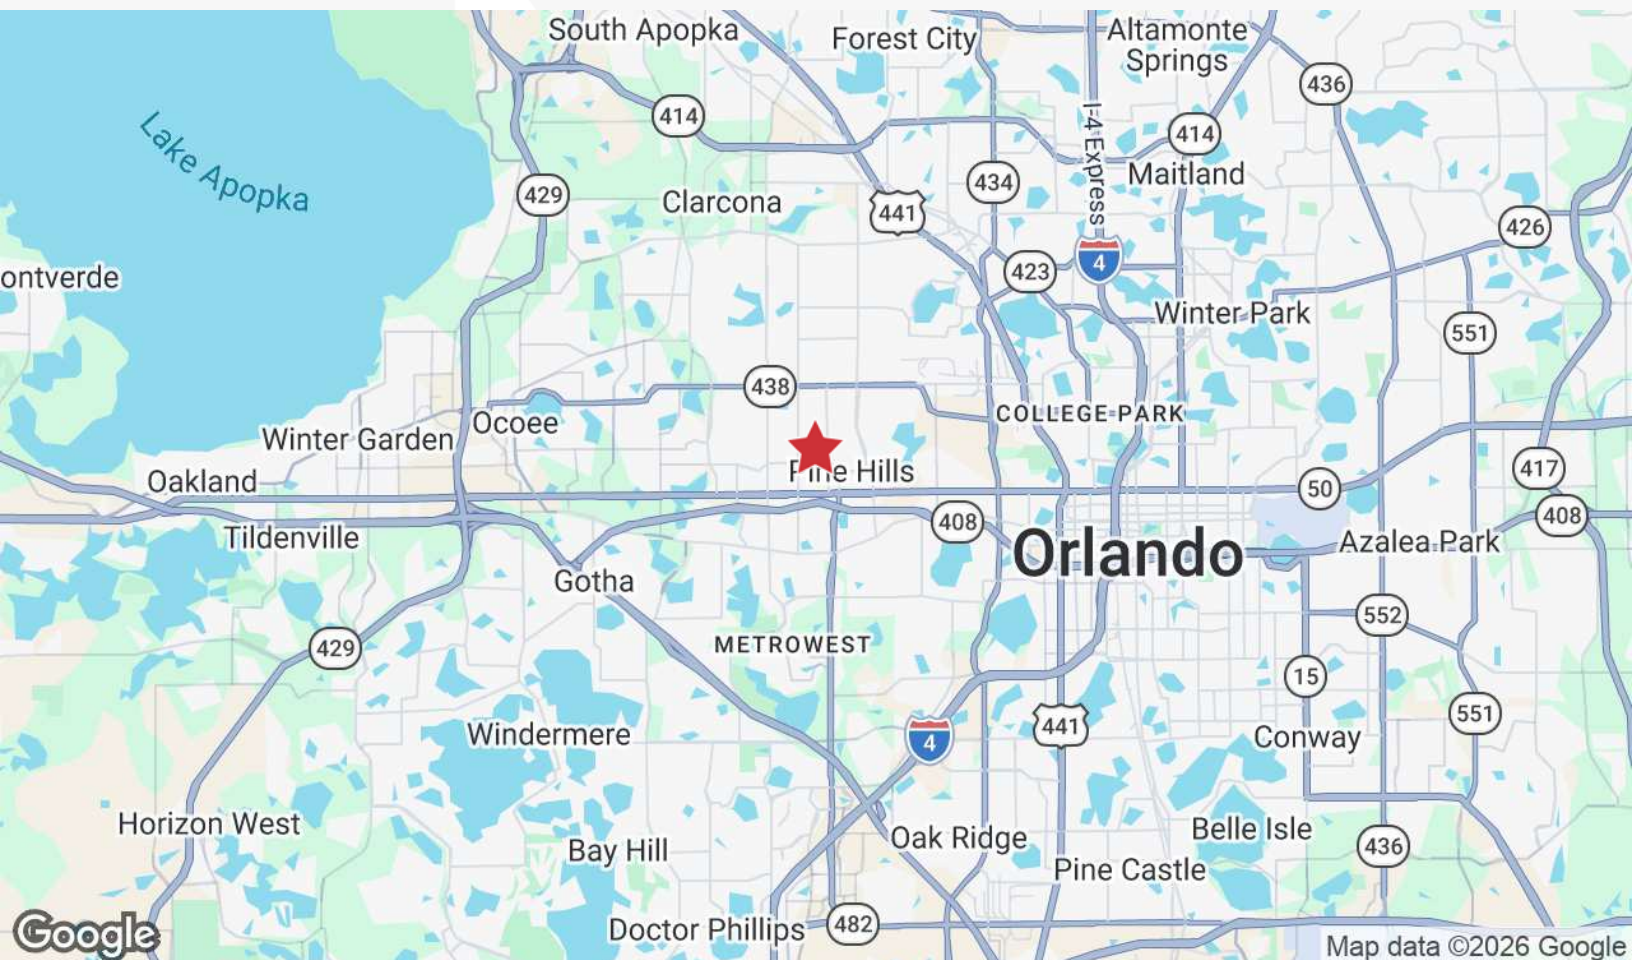 South Apopka
Forest City
Altamonte
Springs
436
414
I-4 Express
414
Lake Apopka
Maitland
434
429
Clarcona
441
426
423
4
ontverde
Winter Park
551
438
COLLEGE PARK
Ocoee
Winter Garden
Pine Hills
417
Oakland
50
408
408
Tildenville
Orlando
Azalea Park
Gotha
552
METROWEST
429
15
551
441
Windermere
4
Conway
Horizon West
Belle Isle
Oak Ridge
436
Bay Hill
Pine Castle
Doctor Phillips
482
Google
Map data ©2026 Google